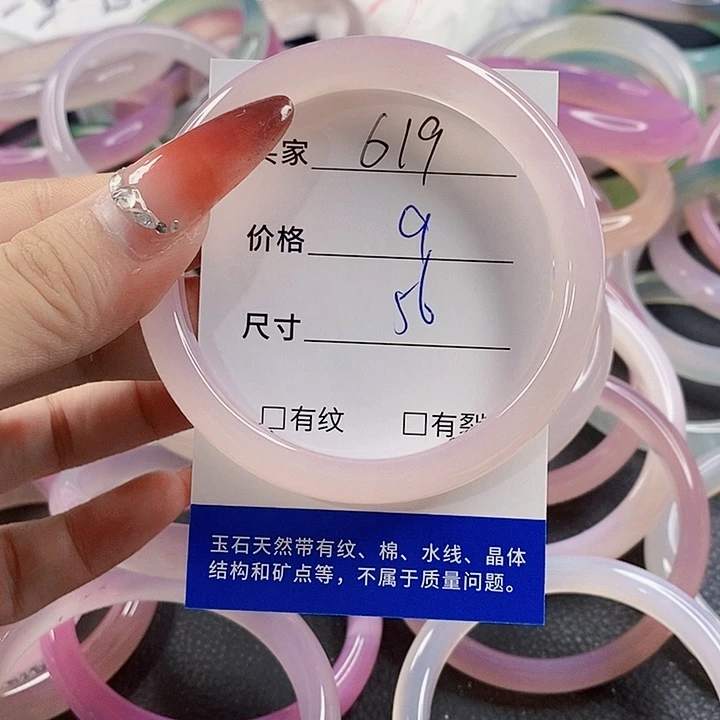 家 619
价格 9
尺寸 56
□有纹 □有裂
玉石天然带有纹、棉、水线、晶体
结构和矿点等，不属于质量问题。